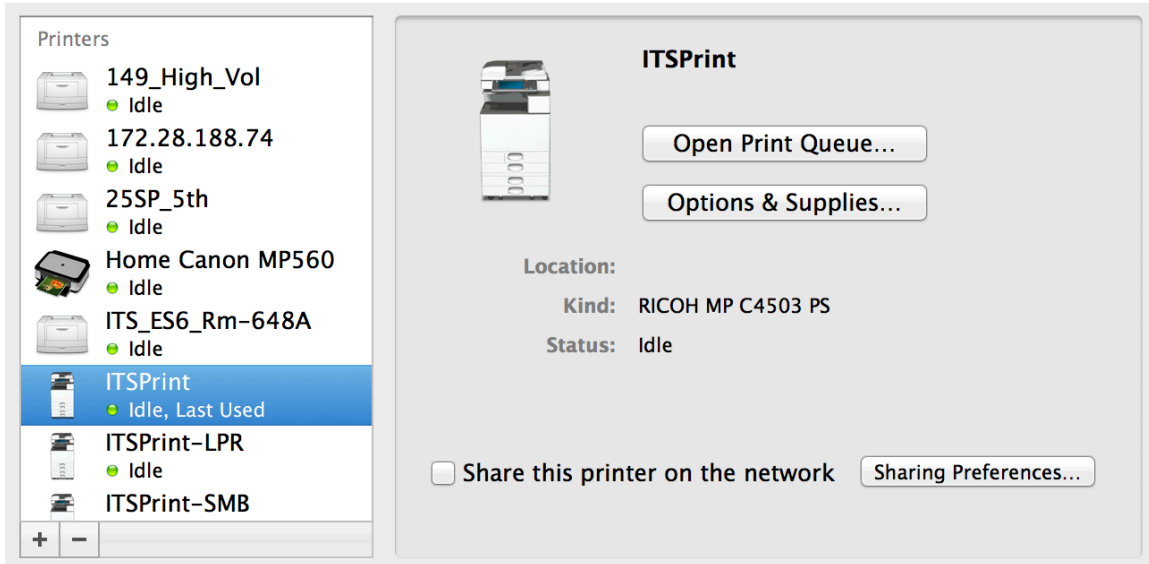 Printers
149_High_Vol
Idle
172.28.188.74
Idle
25SP_5th
Idle
Home Canon MP560
Idle
ITS_ES6_Rm-648A
Idle
ITSPrint
Idle, Last Used
ITSPrint-LPR
Idle
ITSPrint-SMB
+ −
ITSPrint
Open Print Queue...
Options & Supplies...
Location:
Kind: RICOH MP C4503 PS
Status: Idle
Share this printer on the network Sharing Preferences...